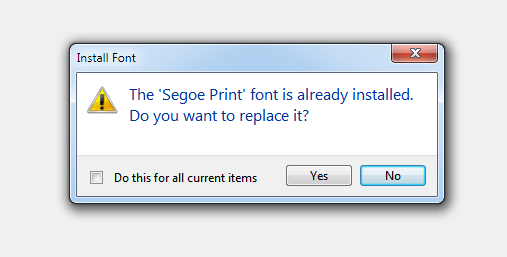 Install Font
The 'Segoe Print' font is already installed.
Do you want to replace it?
Do this for all current items
Yes
No